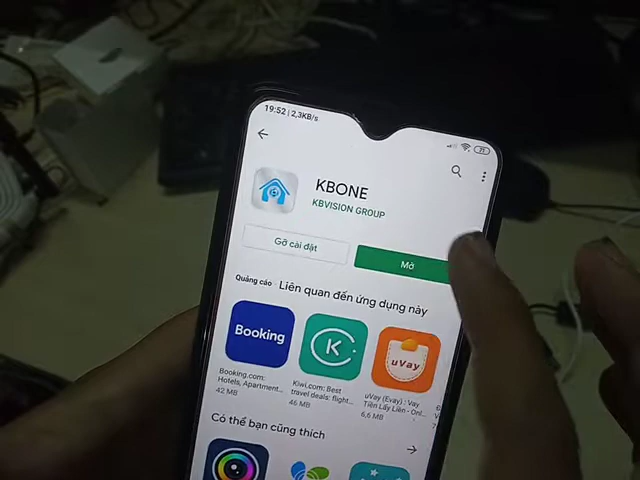 19:52 | 2,3KB/s
71
KBONE
KBVISION GROUP
Gỡ cài đặt
Mở
Quảng cáo · Liên quan đến ứng dụng này
Booking
K
uVay
Booking.com:
Hotels, Apartment...
42 MB
Kiwi.com: Best
travel deals: flight...
46 MB
uVay (Evay) : Vay
Tiền Lấy Liền - Onl...
6,6 MB
Có thể bạn cũng thích